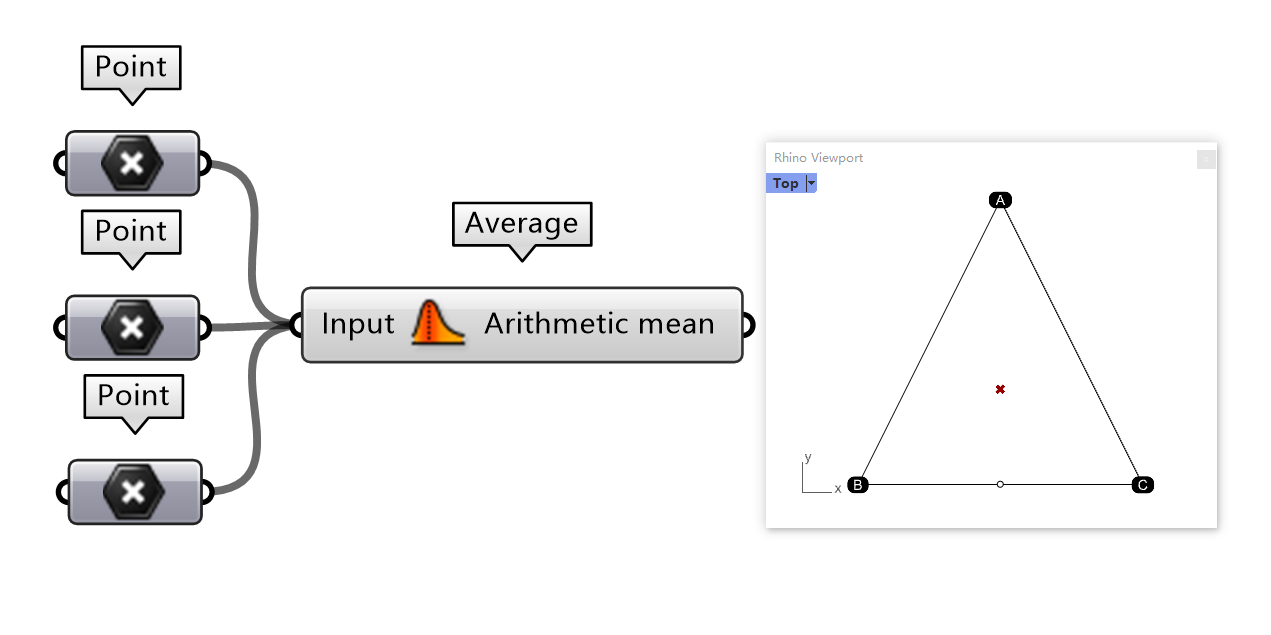 Point
Point
Point
Average
Input Arithmetic mean
Rhino Viewport
Top
A
y
x
B
C